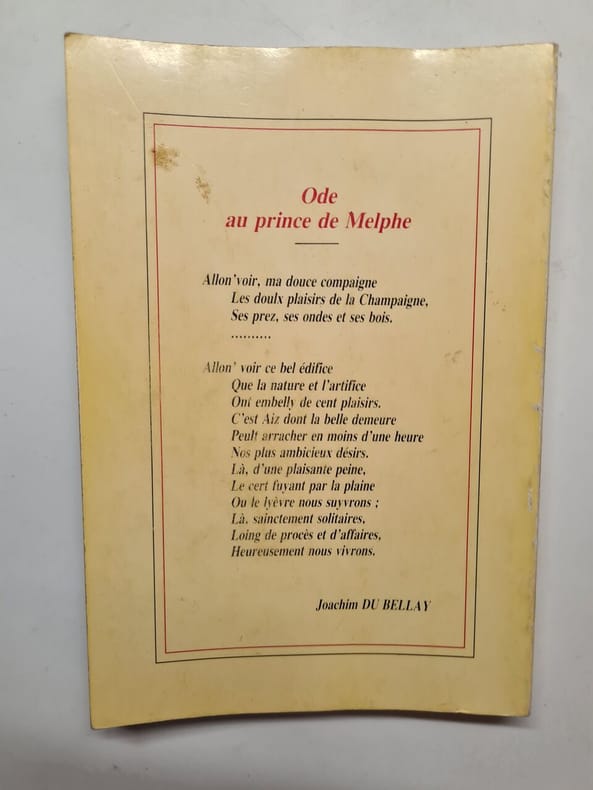 Ode
au prince de Melphe
Allon'voir, ma douce compaigne
Les doulx plaisirs de la Champaigne,
Ses prez, ses ondes et ses bois.
..........
Allon' voir ce bel édifice
Que la nature et l'artifice
Ont embelly de cent plaisirs.
C'est Aiz dont la belle demeure
Peult arracher en moins d'une heure
Nos plus ambicieux désirs.
Là, d'une plaisante peine,
Le cert fuyant par la plaine
Ou le lyèvre nous suyvrons ;
Là, sainctement solitaires,
Loing de procès et d'affaires,
Heureusement nous vivrons.
Joachim DU BELLAY